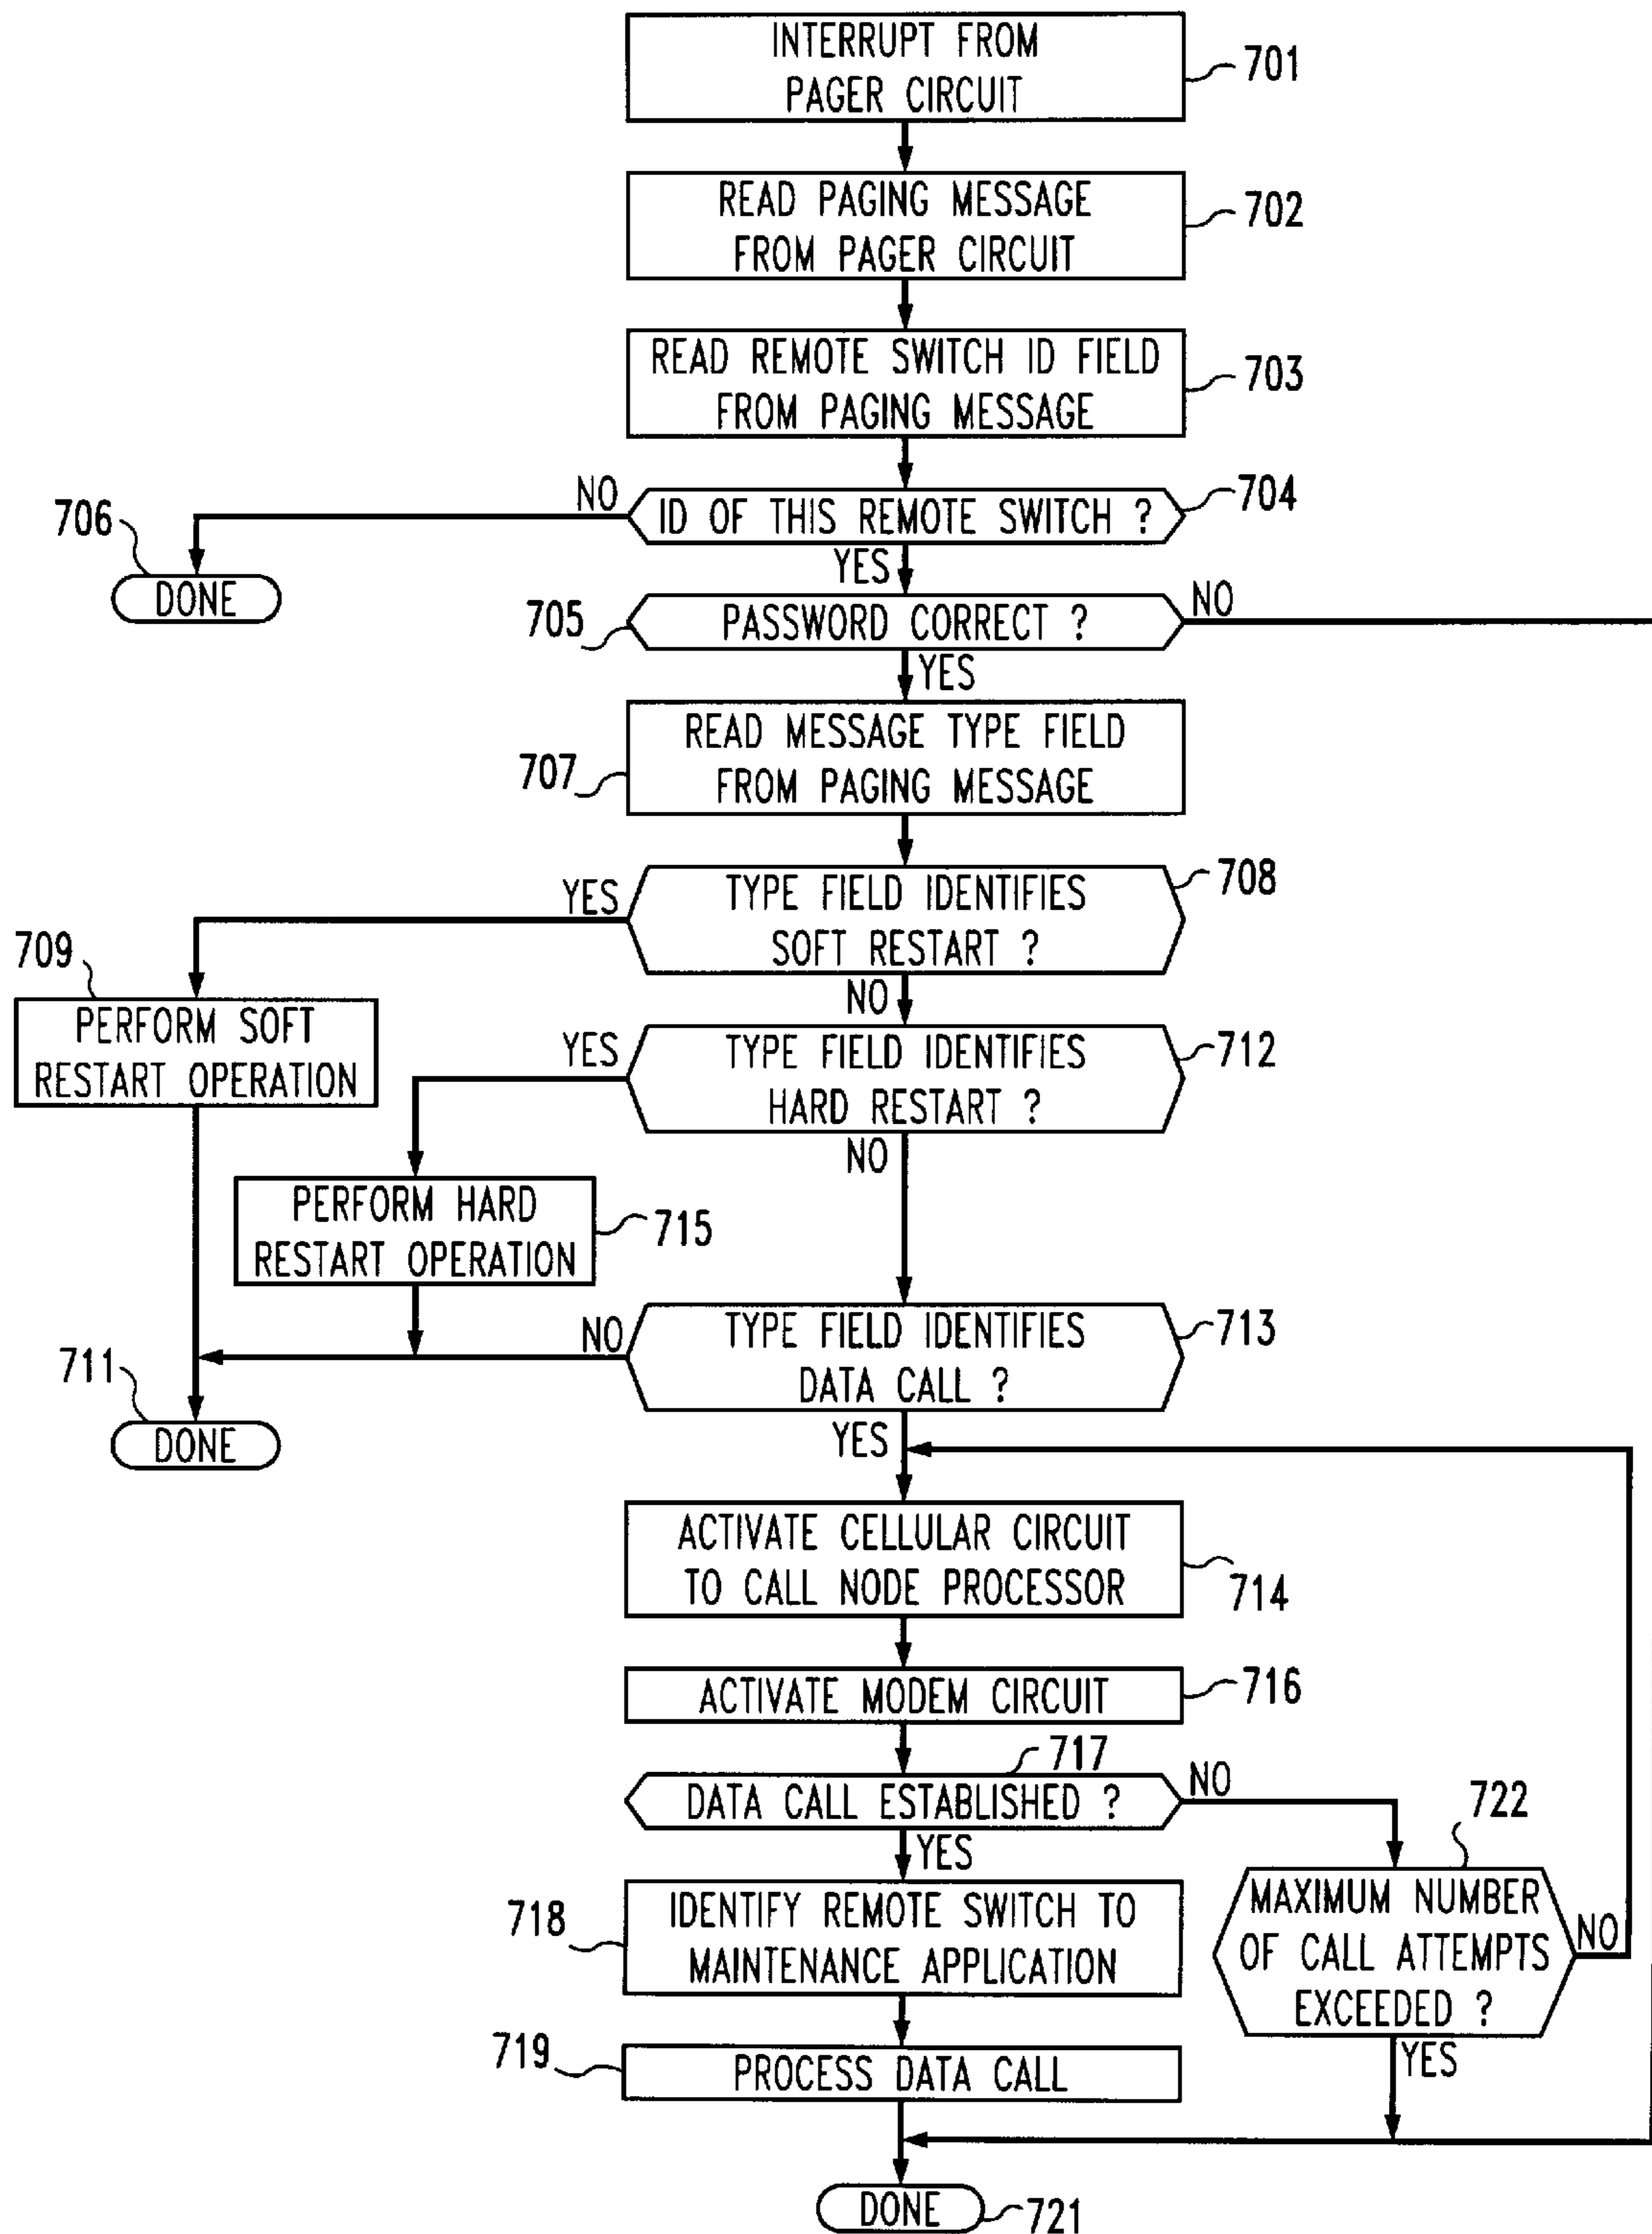 INTERRUPT FROM
PAGER CIRCUIT
701
READ PAGING MESSAGE
FROM PAGER CIRCUIT
702
READ REMOTE SWITCH ID FIELD
FROM PAGING MESSAGE
703
NO
ID OF THIS REMOTE SWITCH ?
704
706
DONE
YES
705
PASSWORD CORRECT ?
NO
YES
707
READ MESSAGE TYPE FIELD
FROM PAGING MESSAGE
YES
TYPE FIELD IDENTIFIES
SOFT RESTART ?
708
709
PERFORM SOFT
RESTART OPERATION
NO
YES
TYPE FIELD IDENTIFIES
HARD RESTART ?
712
NO
PERFORM HARD
RESTART OPERATION
715
NO
TYPE FIELD IDENTIFIES
DATA CALL ?
713
711
DONE
YES
ACTIVATE CELLULAR CIRCUIT
TO CALL NODE PROCESSOR
714
ACTIVATE MODEM CIRCUIT
716
717
DATA CALL ESTABLISHED ?
NO
722
YES
718
IDENTIFY REMOTE SWITCH TO
MAINTENANCE APPLICATION
MAXIMUM NUMBER
OF CALL ATTEMPTS
EXCEEDED ?
NO
719
PROCESS DATA CALL
YES
DONE
721